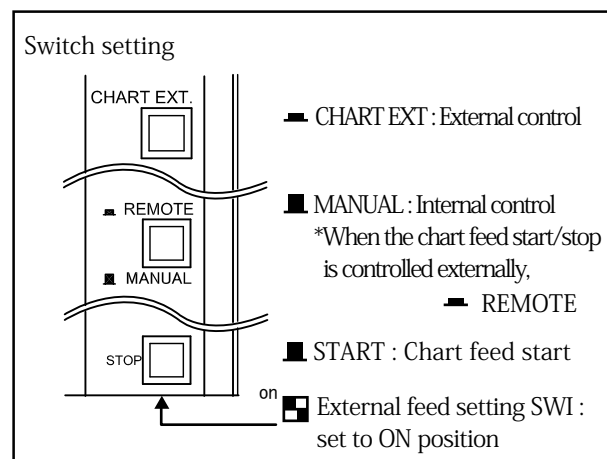 Switch setting
CHART EXT.
CHART EXT : External control
REMOTE
MANUAL
MANUAL : Internal control
*When the chart feed start/stop
is controlled externally,
REMOTE
STOP
START : Chart feed start
on
External feed setting SWI :
set to ON position